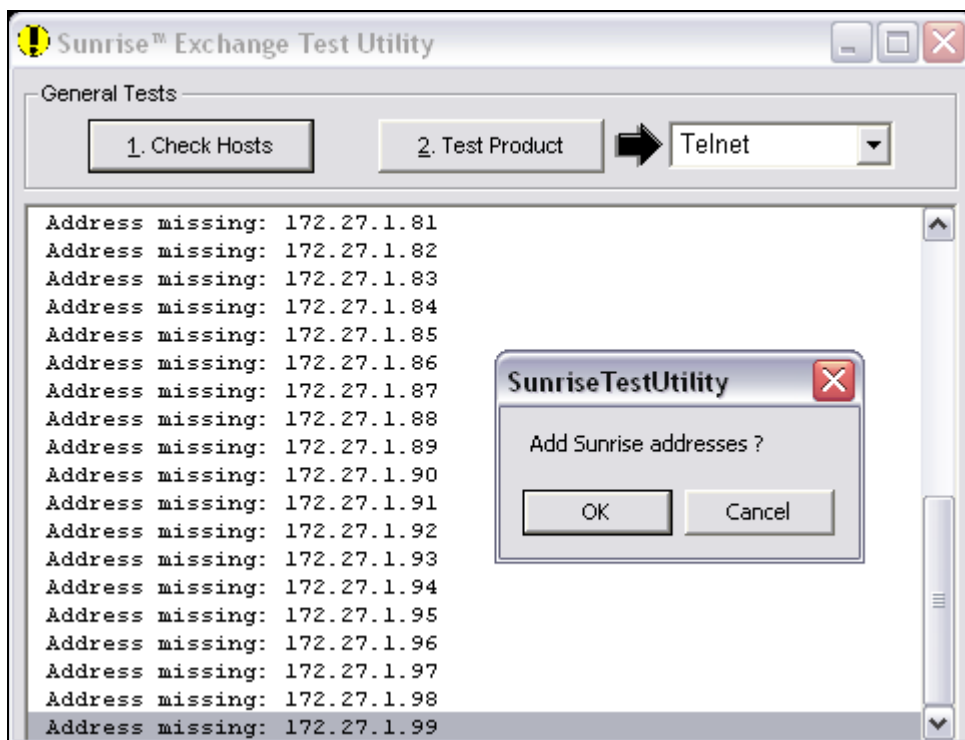 Sunrise™ Exchange Test Utility
General Tests
1. Check Hosts
2. Test Product
Telnet
Address missing: 172.27.1.81
Address missing: 172.27.1.82
Address missing: 172.27.1.83
Address missing: 172.27.1.84
Address missing: 172.27.1.85
Address missing: 172.27.1.86
Address missing: 172.27.1.87
Address missing: 172.27.1.88
Address missing: 172.27.1.89
Address missing: 172.27.1.90
Address missing: 172.27.1.91
Address missing: 172.27.1.92
Address missing: 172.27.1.93
Address missing: 172.27.1.94
Address missing: 172.27.1.95
Address missing: 172.27.1.96
Address missing: 172.27.1.97
Address missing: 172.27.1.98
Address missing: 172.27.1.99
SunriseTestUtility
Add Sunrise addresses ?
OK
Cancel